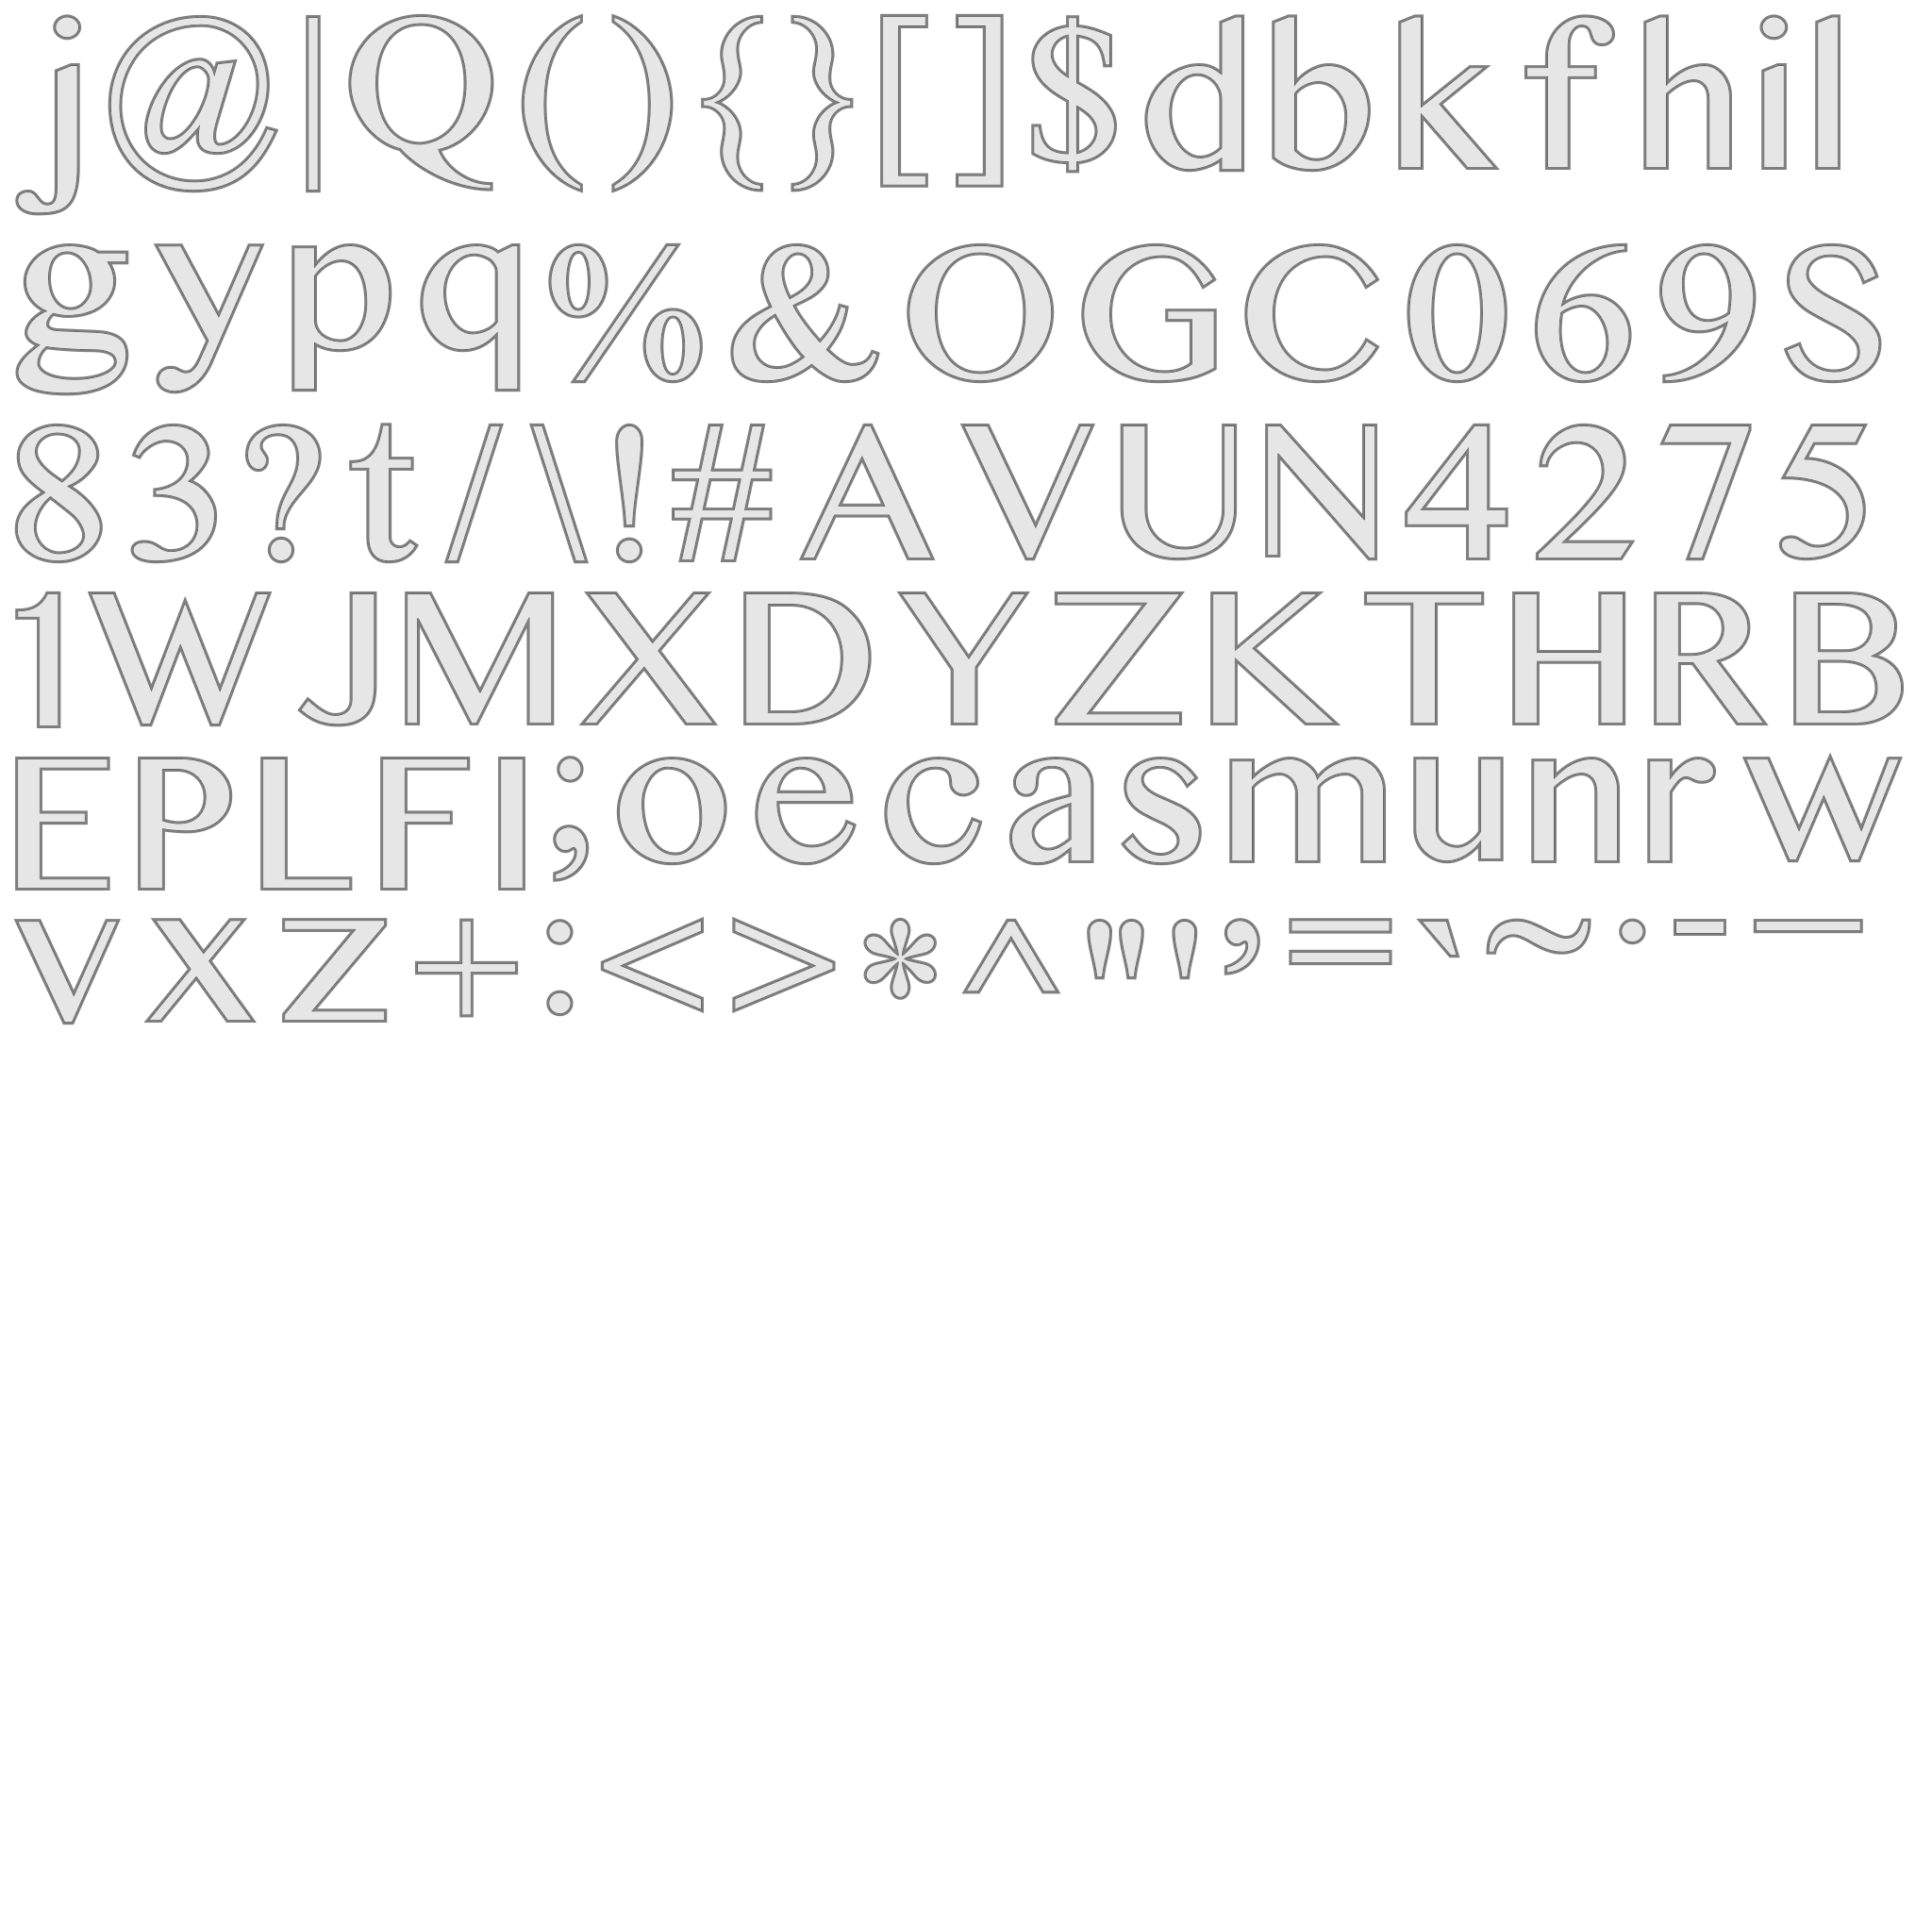 j@|Q(){}[]$dbkfhil
gypq%&OGC069S
83?t/\!#AVUN4275
1WJMXDYZKTHRB
EPLFI;oecasmunrw
vxz+:<>*^"',=`~.-_